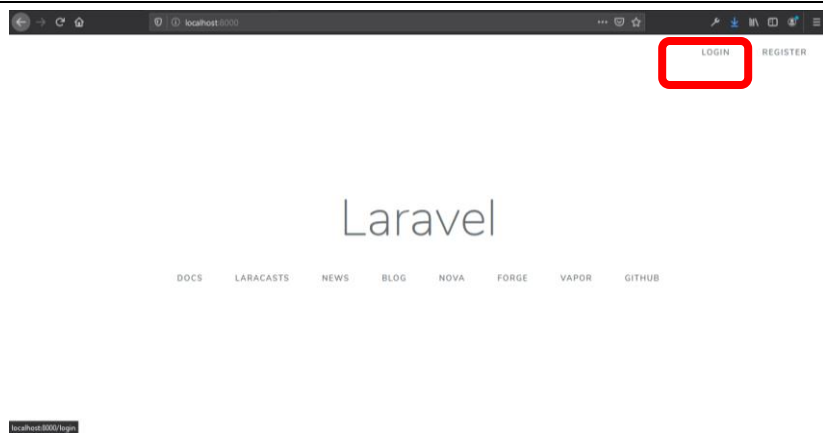 localhost:8000
LOGIN REGISTER
Laravel
DOCS LARACASTS NEWS BLOG NOVA FORGE VAPOR GITHUB
localhost:8000/login